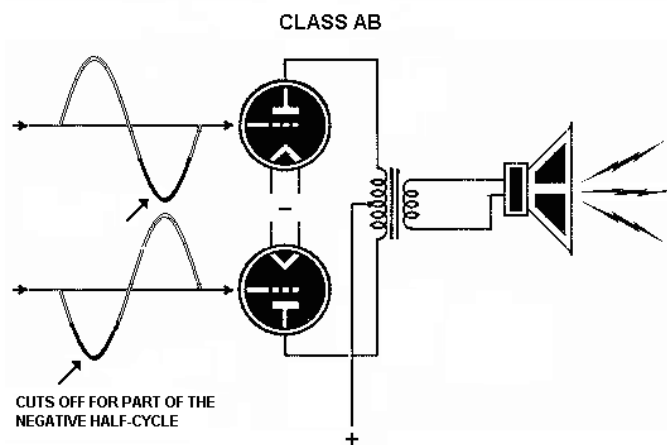 CLASS AB
−
CUTS OFF FOR PART OF THE
NEGATIVE HALF-CYCLE
+